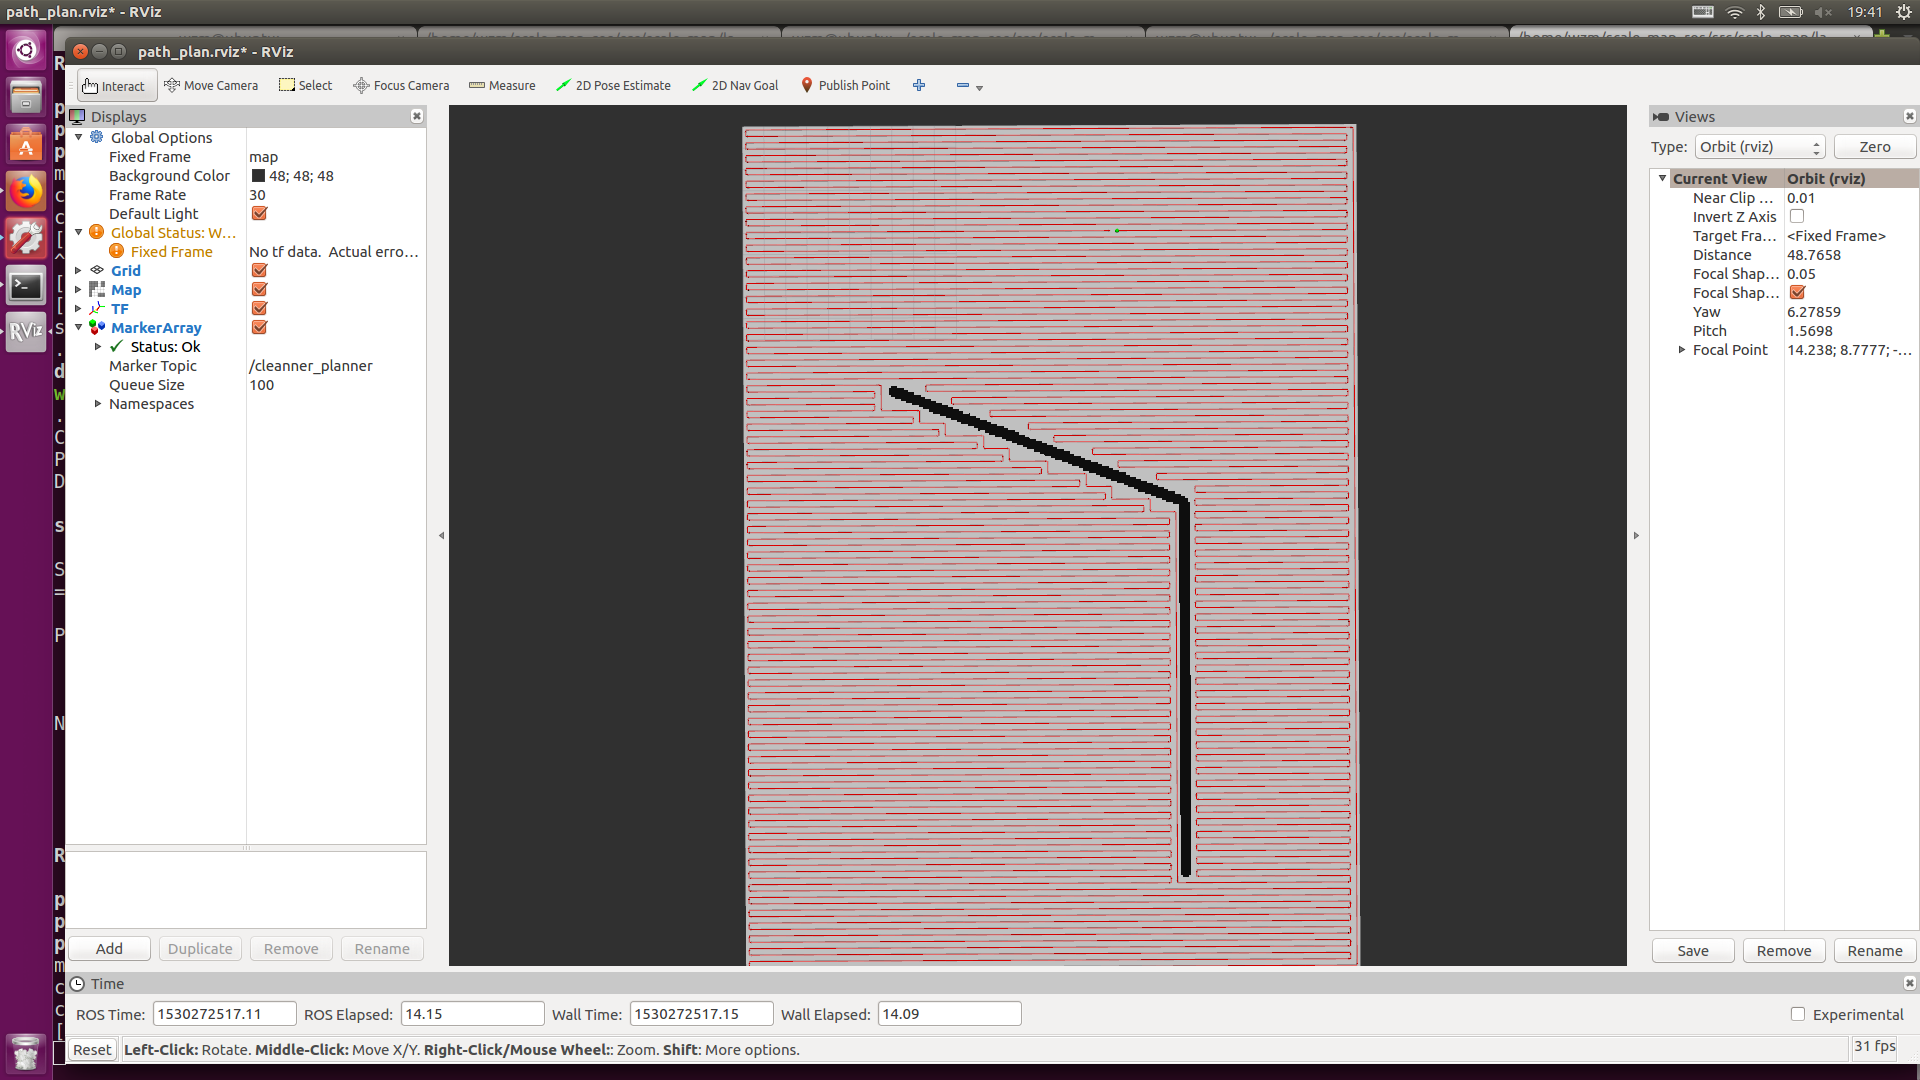 path_plan.rviz* - RViz
19:41
path_plan.rviz* - RViz
Interact
Move Camera
Select
Focus Camera
Measure
2D Pose Estimate
2D Nav Goal
Publish Point
Displays
Global Options
Fixed Frame map
Background Color 48; 48; 48
Frame Rate 30
Default Light
Global Status: W...
Fixed Frame No tf data. Actual erro...
Grid
Map
TF
MarkerArray
Status: Ok
Marker Topic /cleanner_planner
Queue Size 100
Namespaces
Add
Duplicate
Remove
Rename
Views
Type: Orbit (rviz)
Zero
Current View Orbit (rviz)
Near Clip ... 0.01
Invert Z Axis
Target Fra... <Fixed Frame>
Distance 48.7658
Focal Shap... 0.05
Focal Shap...
Yaw 6.27859
Pitch 1.5698
Focal Point 14.238; 8.7777; -...
Save
Remove
Rename
Time
ROS Time: 1530272517.11 ROS Elapsed: 14.15 Wall Time: 1530272517.15 Wall Elapsed: 14.09
Experimental
Reset
Left-Click: Rotate. Middle-Click: Move X/Y. Right-Click/Mouse Wheel:: Zoom. Shift: More options.
31 fps
RViz